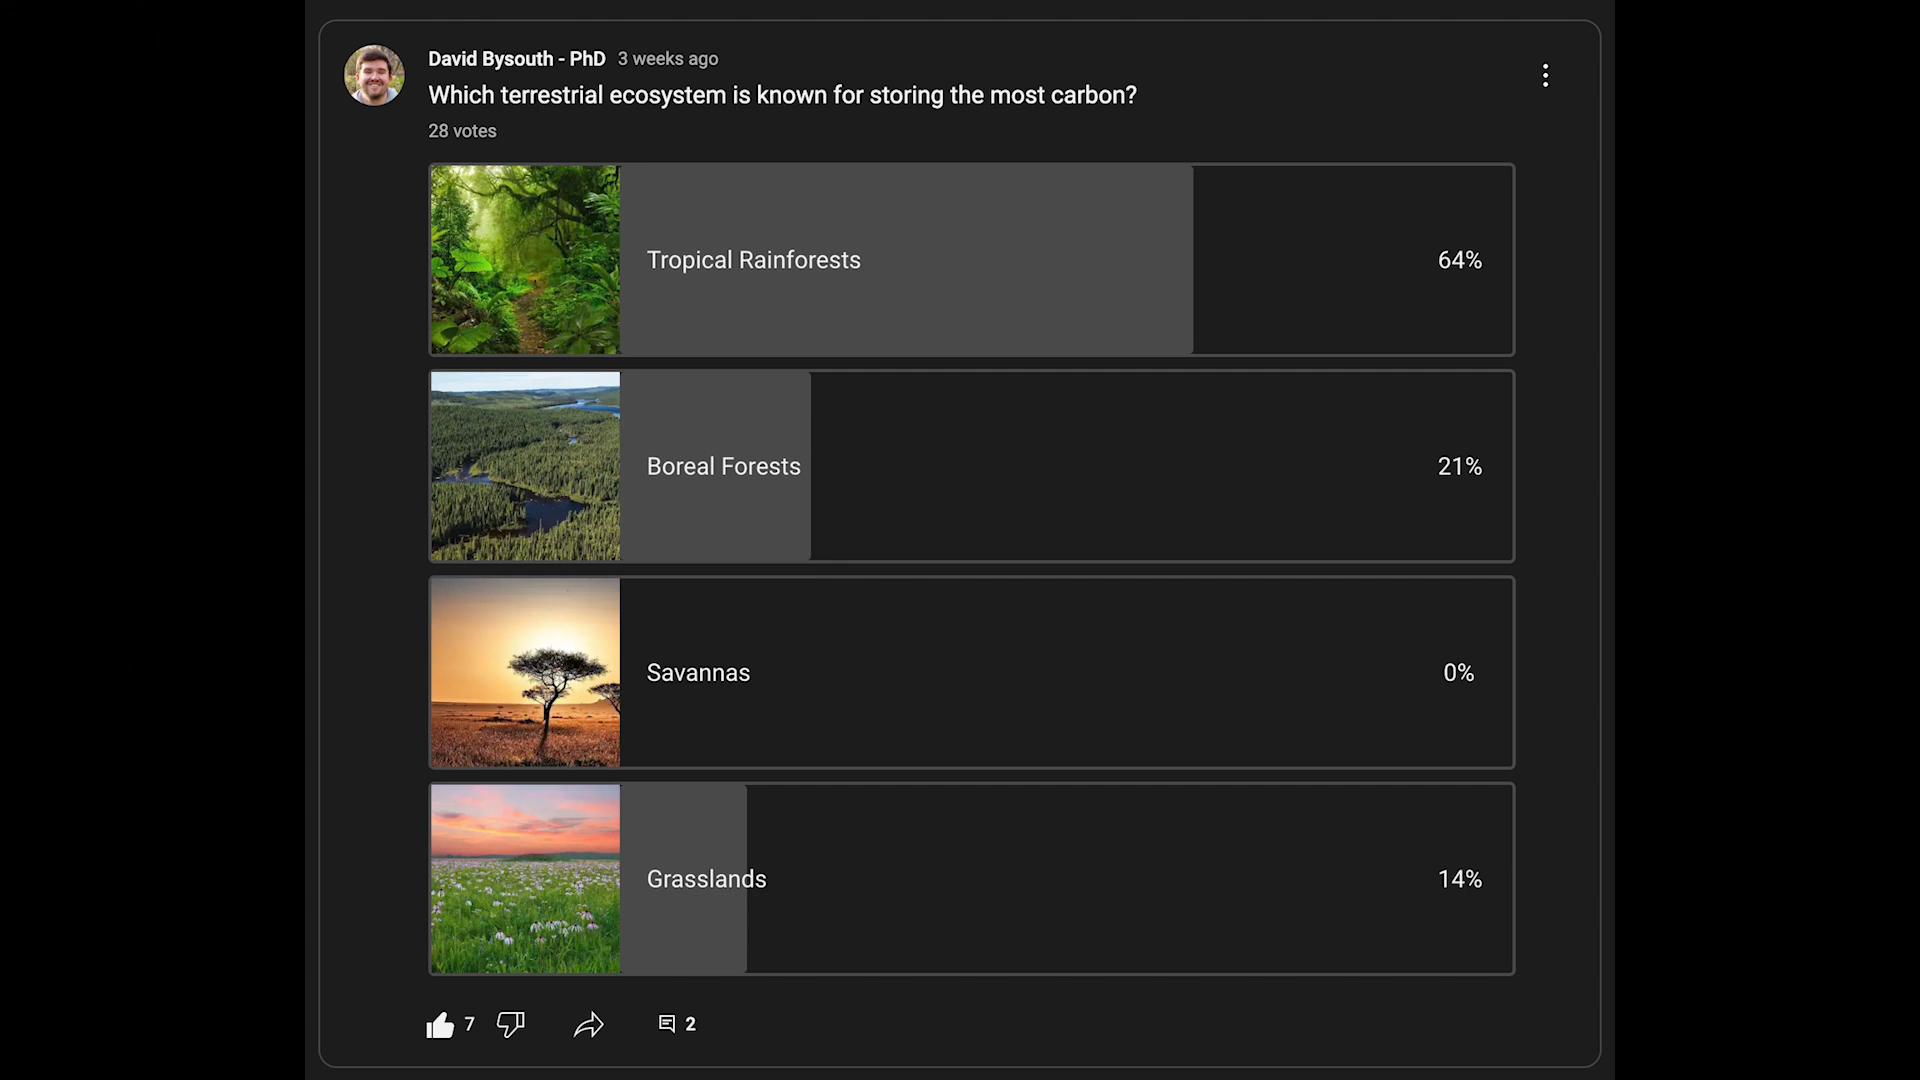 David Bysouth - PhD 3 weeks ago
Which terrestrial ecosystem is known for storing the most carbon?
28 votes
Tropical Rainforests 64%
Boreal Forests 21%
Savannas 0%
Grasslands 14%
7 2